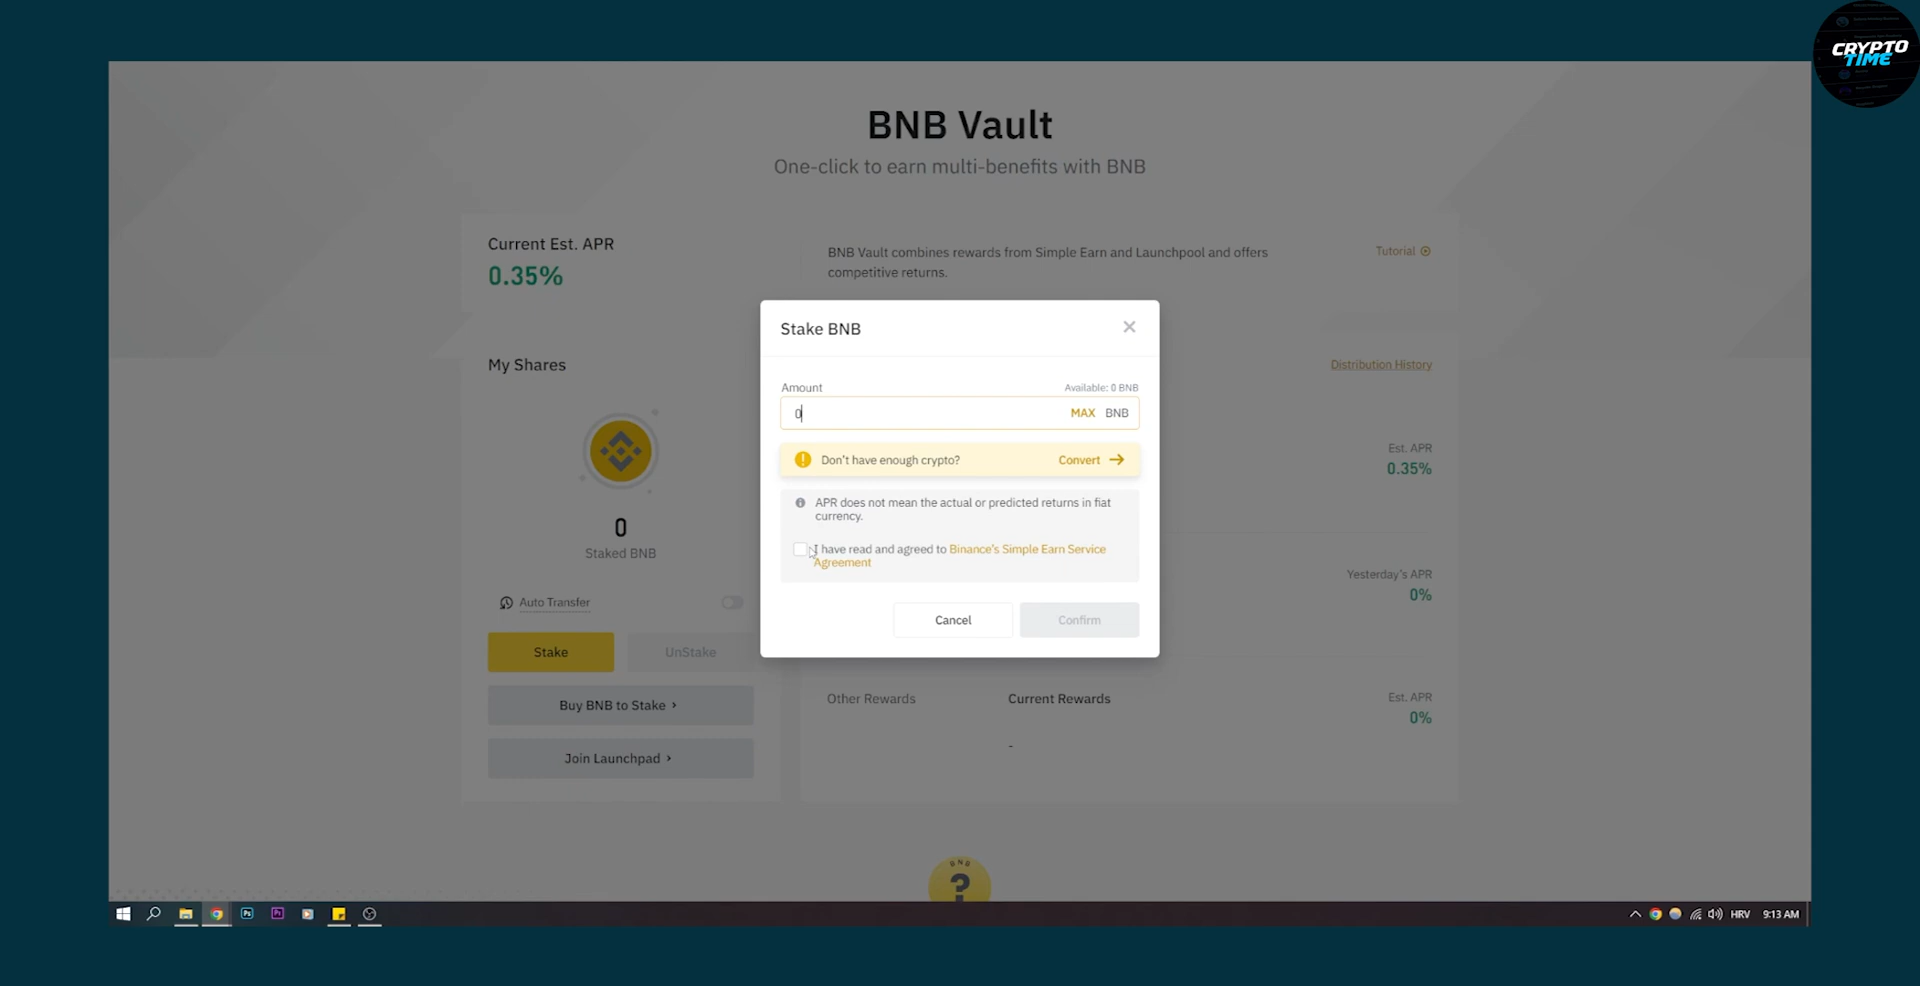 CRYPTO
TIME
BNB Vault
One-click to earn multi-benefits with BNB
Current Est. APR
0.35%
BNB Vault combines rewards from Simple Earn and Launchpool and offers
competitive returns.
Tutorial
My Shares
Distribution History
0
Staked BNB
Est. APR
0.35%
Auto Transfer
Yesterday's APR
0%
Stake
UnStake
Buy BNB to Stake
Join Launchpad
Other Rewards
Current Rewards
-
Est. APR
0%
Stake BNB
Amount
Available: 0 BNB
0
MAX BNB
Don't have enough crypto?
Convert
APR does not mean the actual or predicted returns in fiat
currency.
I have read and agreed to Binance's Simple Earn Service
Agreement
Cancel
Confirm
BNB
?
Ps
Pr
HRV
9:13 AM